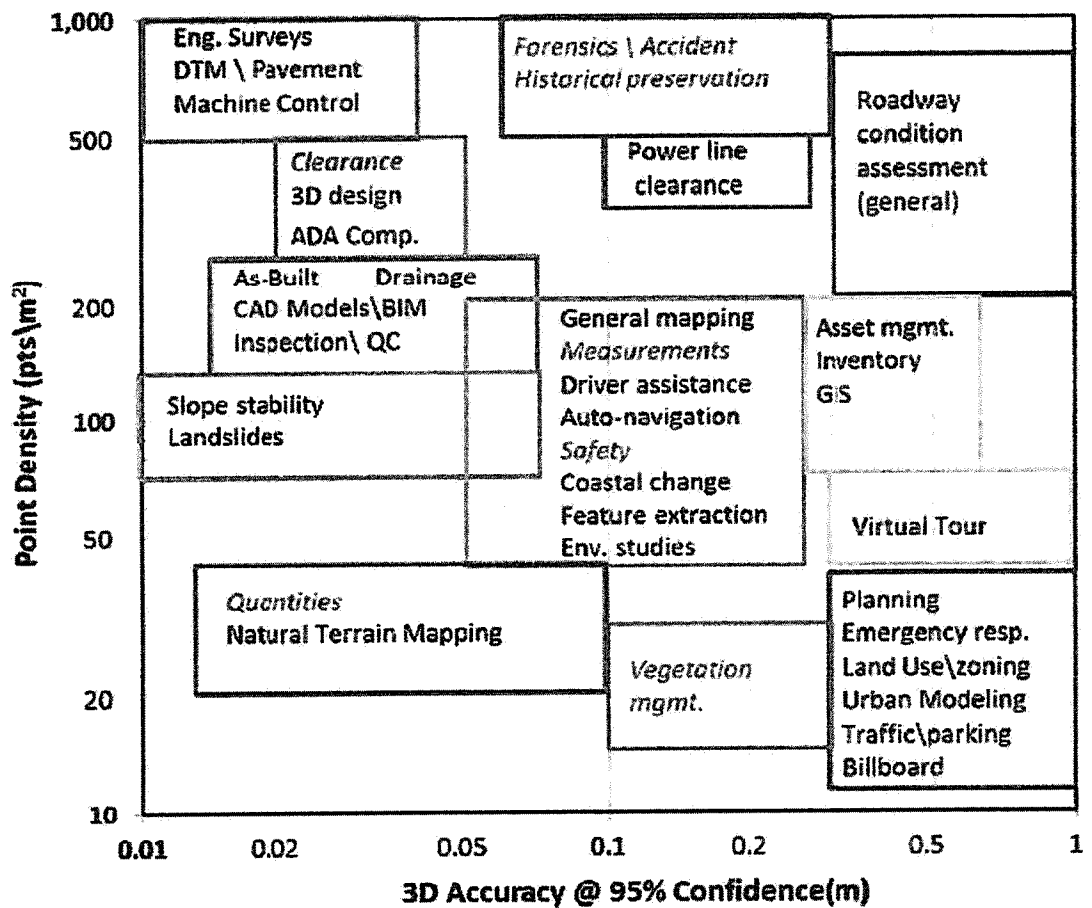 1,000
500
200
100
50
20
10
Point Density (pts\m²)
Eng. Surveys
DTM \ Pavement
Machine Control
Forensics \ Accident
Historical preservation
Roadway
condition
assessment
(general)
Clearance
3D design
ADA Comp.
Power line
clearance
As-Built Drainage
CAD Models\BIM
Inspection\ QC
General mapping
Measurements
Driver assistance
Auto-navigation
Safety
Coastal change
Feature extraction
Env. studies
Asset mgmt.
Inventory
GIS
Slope stability
Landslides
Virtual Tour
Quantities
Natural Terrain Mapping
Vegetation
mgmt.
Planning
Emergency resp.
Land Use\zoning
Urban Modeling
Traffic\parking
Billboard
0.01 0.02 0.05 0.1 0.2 0.5 1
3D Accuracy @ 95% Confidence(m)